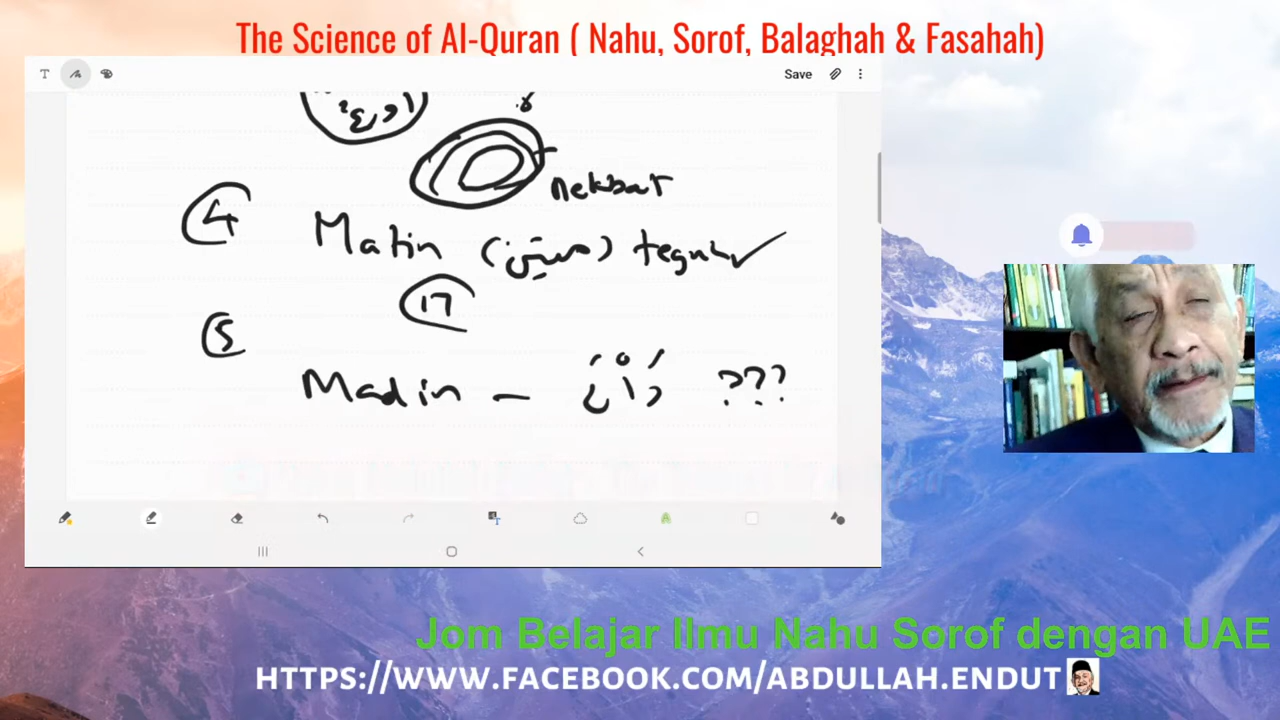 The Science of Al-Quran ( Nahu, Sorof, Balaghah & Fasahah)
T
Save
nekbat
4 Matin (متين) teguh ✓
17
5
Madin – ???
Jom Belajar Ilmu Nahu Sorof dengan UAE
HTTPS://WWW.FACEBOOK.COM/ABDULLAH.ENDUT